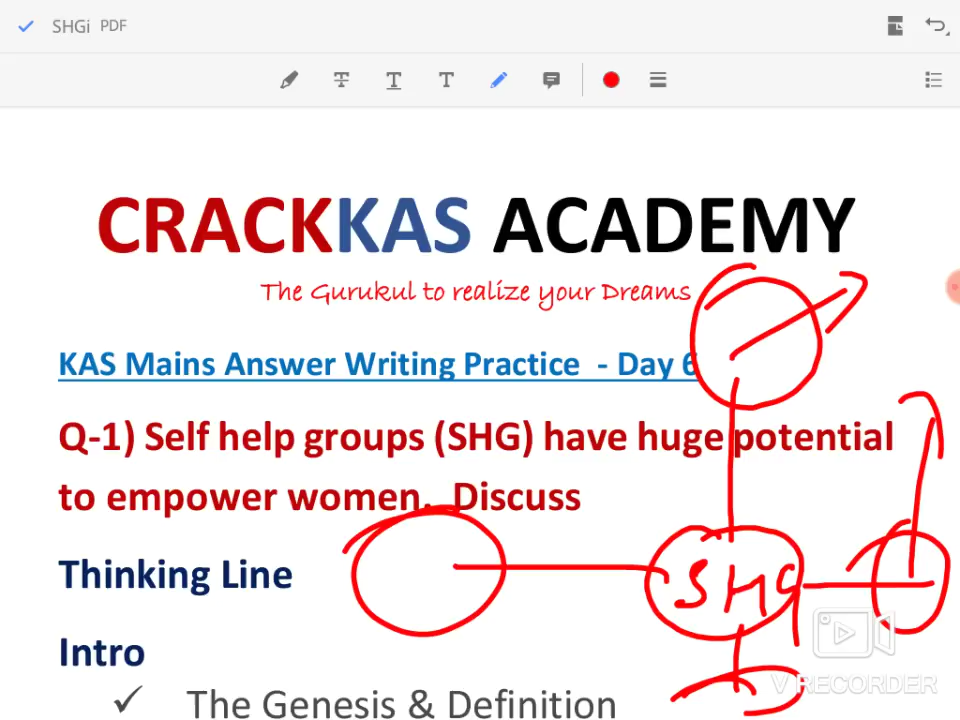 SHGi PDF
CRACKKAS ACADEMY
The Gurukul to realize your Dreams
KAS Mains Answer Writing Practice - Day 6
Q-1) Self help groups (SHG) have huge potential
to empower women. Discuss
Thinking Line
SHG
Intro
✓ The Genesis & Definition
V RECORDER